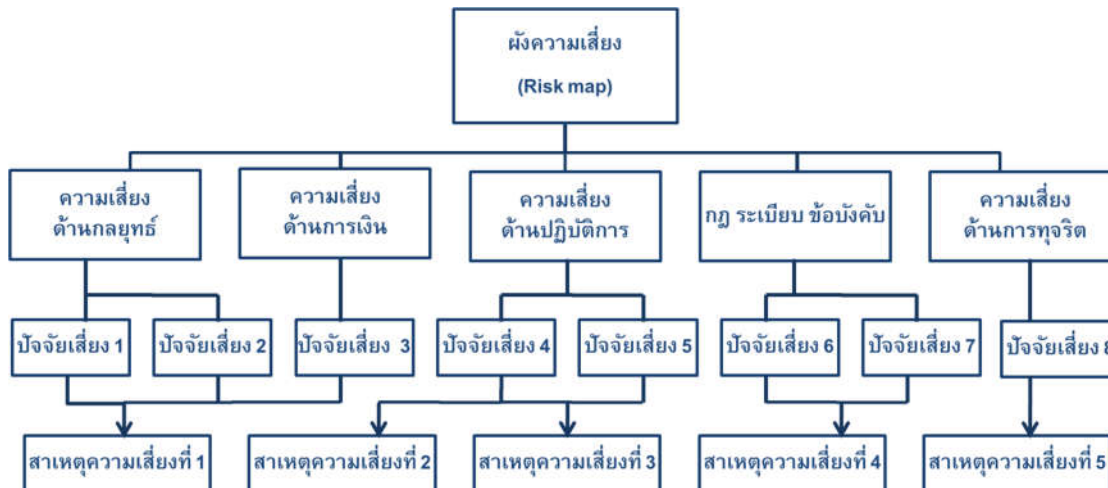 ผังความเสี่ยง
(Risk map)
ความเสี่ยง
ด้านกลยุทธ์
ความเสี่ยง
ด้านการเงิน
ความเสี่ยง
ด้านปฏิบัติการ
กฎ ระเบียบ ข้อบังคับ
ความเสี่ยง
ด้านการทุจริต
ปัจจัยเสี่ยง 1
ปัจจัยเสี่ยง 2
ปัจจัยเสี่ยง 3
ปัจจัยเสี่ยง 4
ปัจจัยเสี่ยง 5
ปัจจัยเสี่ยง 6
ปัจจัยเสี่ยง 7
ปัจจัยเสี่ยง 8
สาเหตุความเสี่ยงที่ 1
สาเหตุความเสี่ยงที่ 2
สาเหตุความเสี่ยงที่ 3
สาเหตุความเสี่ยงที่ 4
สาเหตุความเสี่ยงที่ 5